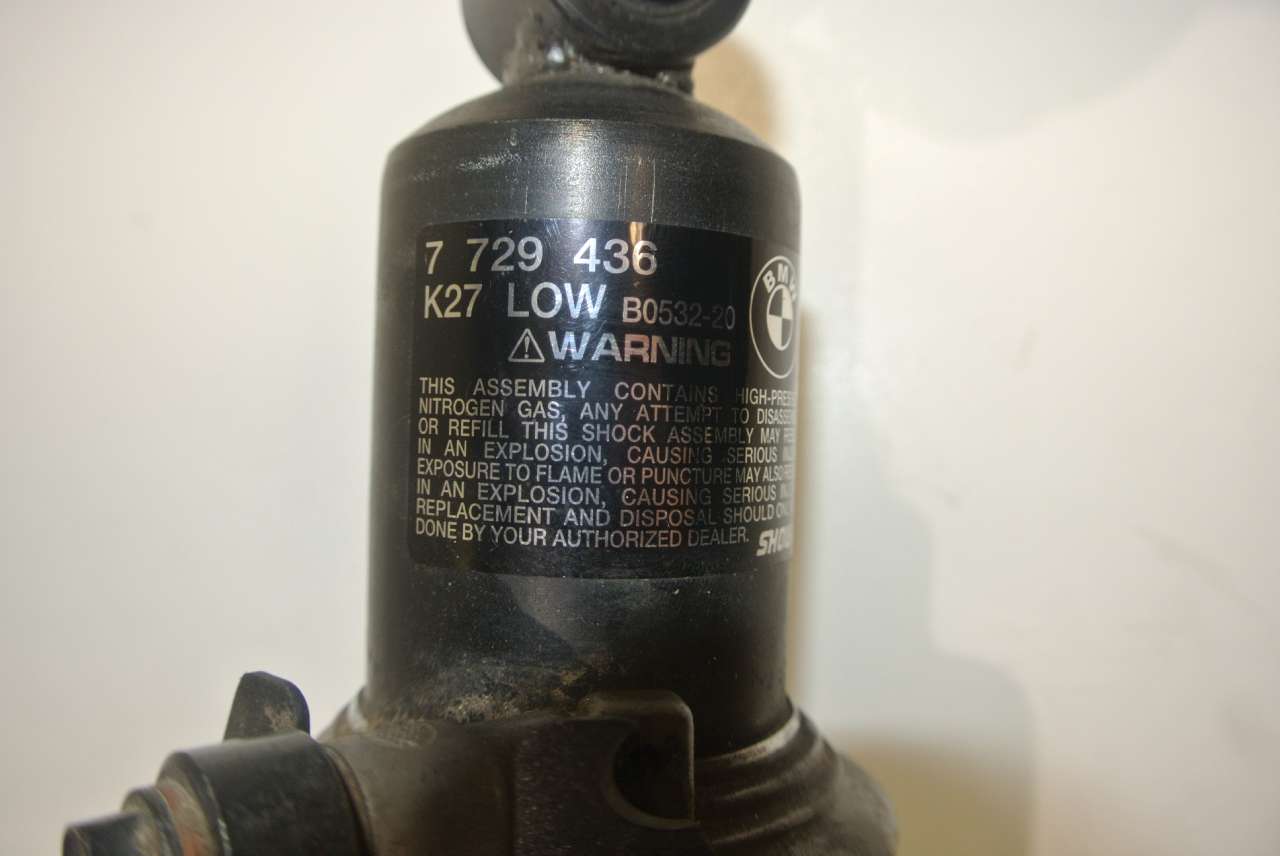 7 729 436
K27 LOW B0532-20
BMW
⚠WARNING
THIS ASSEMBLY CONTAINS
NITROGEN GAS, ANY ATTEMPT TO
OR REFILL THIS SHOCK ASSEMBLY MAY
IN AN EXPLOSION, CAUSING SERIOUS
EXPOSURE TO FLAME OR PUNCTURE MAY ALSO
IN AN EXPLOSION, CAUSING SERIOUS
REPLACEMENT AND DISPOSAL SHOULD
DONE BY YOUR AUTHORIZED DEALER.